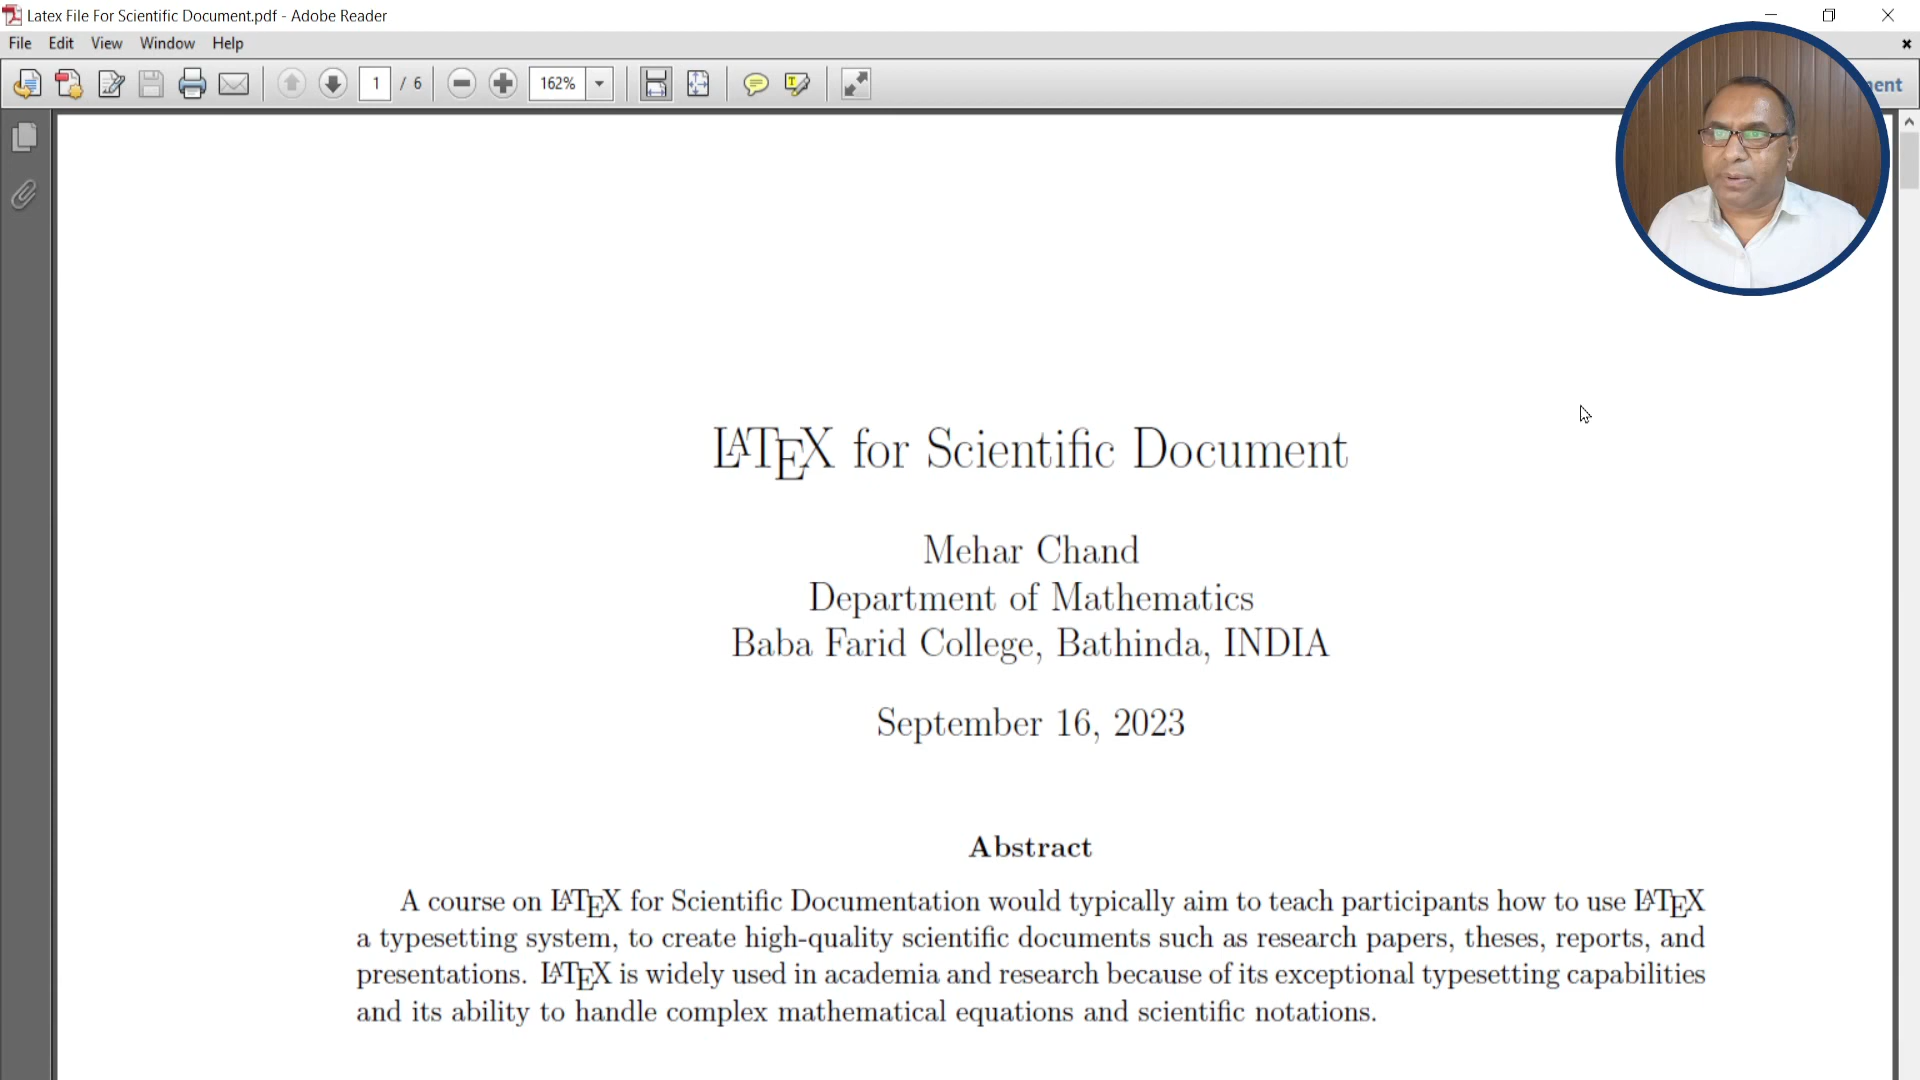 Latex File For Scientific Document.pdf - Adobe Reader
File Edit View Window Help
1 / 6 162%
LATEX for Scientific Document
Mehar Chand
Department of Mathematics
Baba Farid College, Bathinda, INDIA
September 16, 2023
Abstract
A course on LATEX for Scientific Documentation would typically aim to teach participants how to use LATEX
a typesetting system, to create high-quality scientific documents such as research papers, theses, reports, and
presentations. LATEX is widely used in academia and research because of its exceptional typesetting capabilities
and its ability to handle complex mathematical equations and scientific notations.